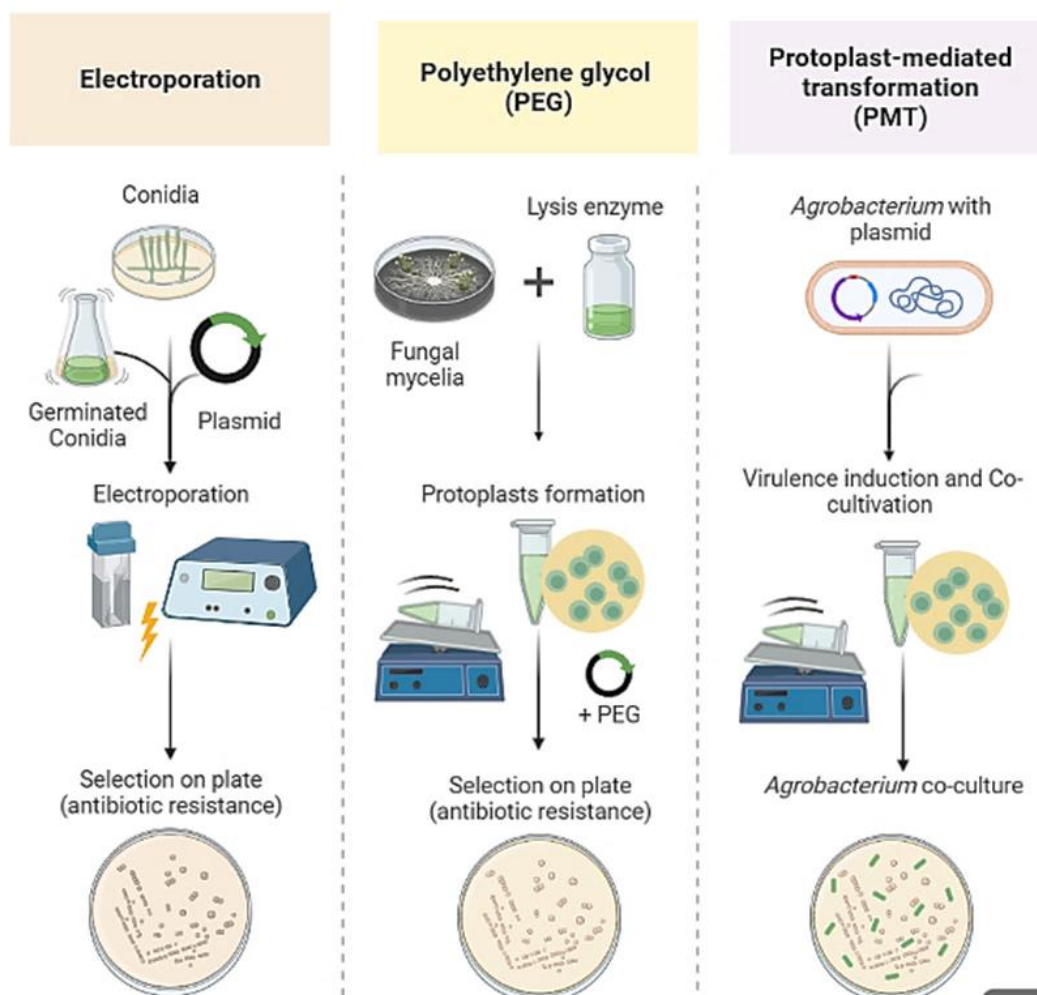 Electroporation
Polyethylene glycol
(PEG)
Protoplast-mediated
transformation
(PMT)
Conidia
Germinated
Conidia
Plasmid
Electroporation
Selection on plate
(antibiotic resistance)
Lysis enzyme
+
Fungal
mycelia
Protoplasts formation
+ PEG
Selection on plate
(antibiotic resistance)
Agrobacterium with
plasmid
Virulence induction and Co-
cultivation
Agrobacterium co-culture